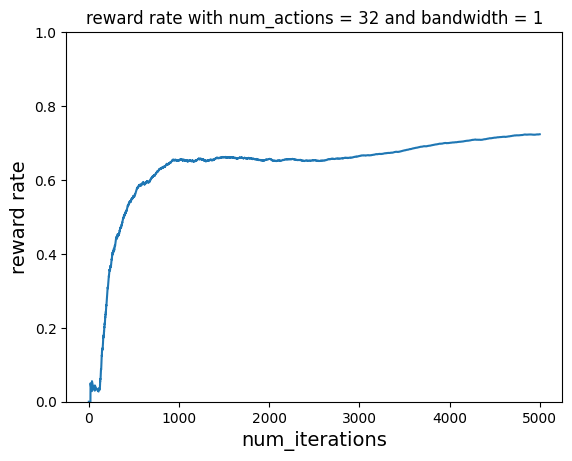 reward rate with num_actions = 32 and bandwidth = 1
1.0
0.8
0.6
0.4
0.2
0.0
reward rate
0 1000 2000 3000 4000 5000
num_iterations